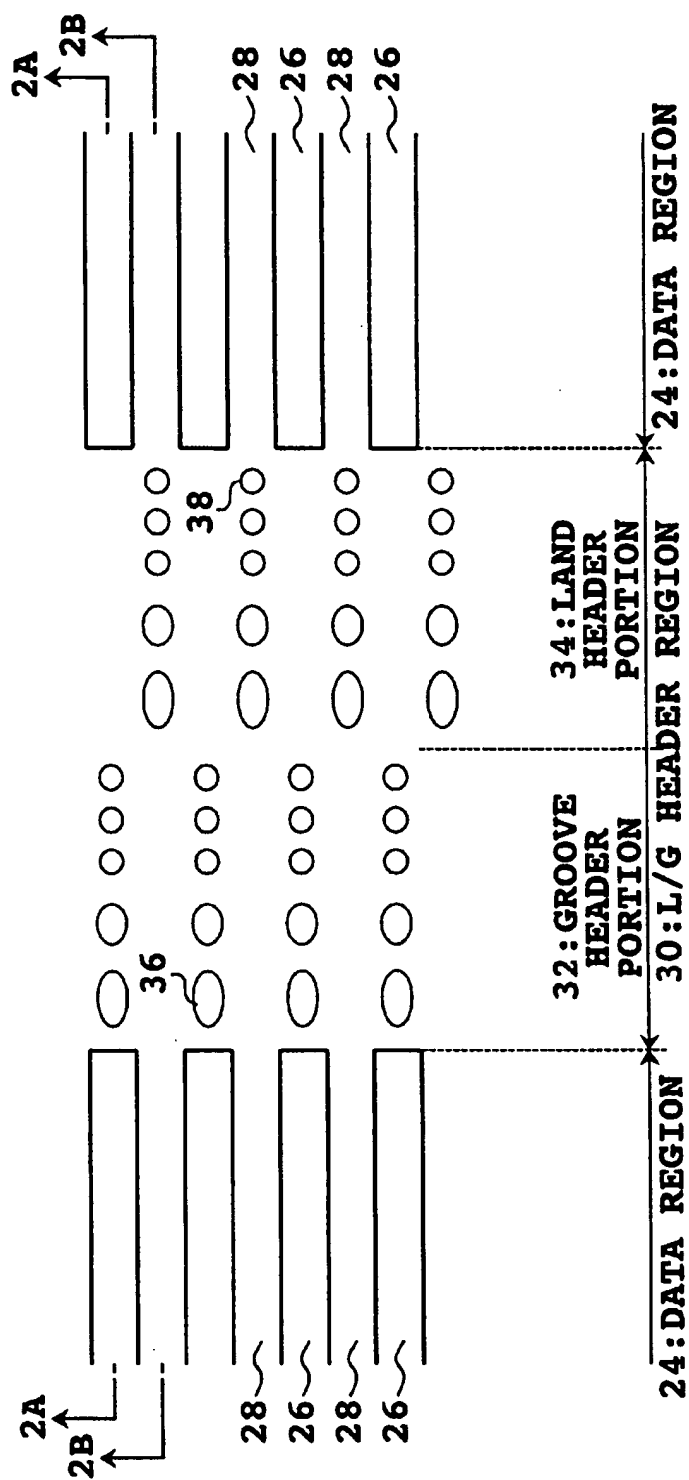 2A
2B
2A
2B
28
26
28
26
36
38
28
26
28
26
32:GROOVE
HEADER
PORTION
34:LAND
HEADER
PORTION
24:DATA REGION
30:L/G HEADER REGION
24:DATA REGION